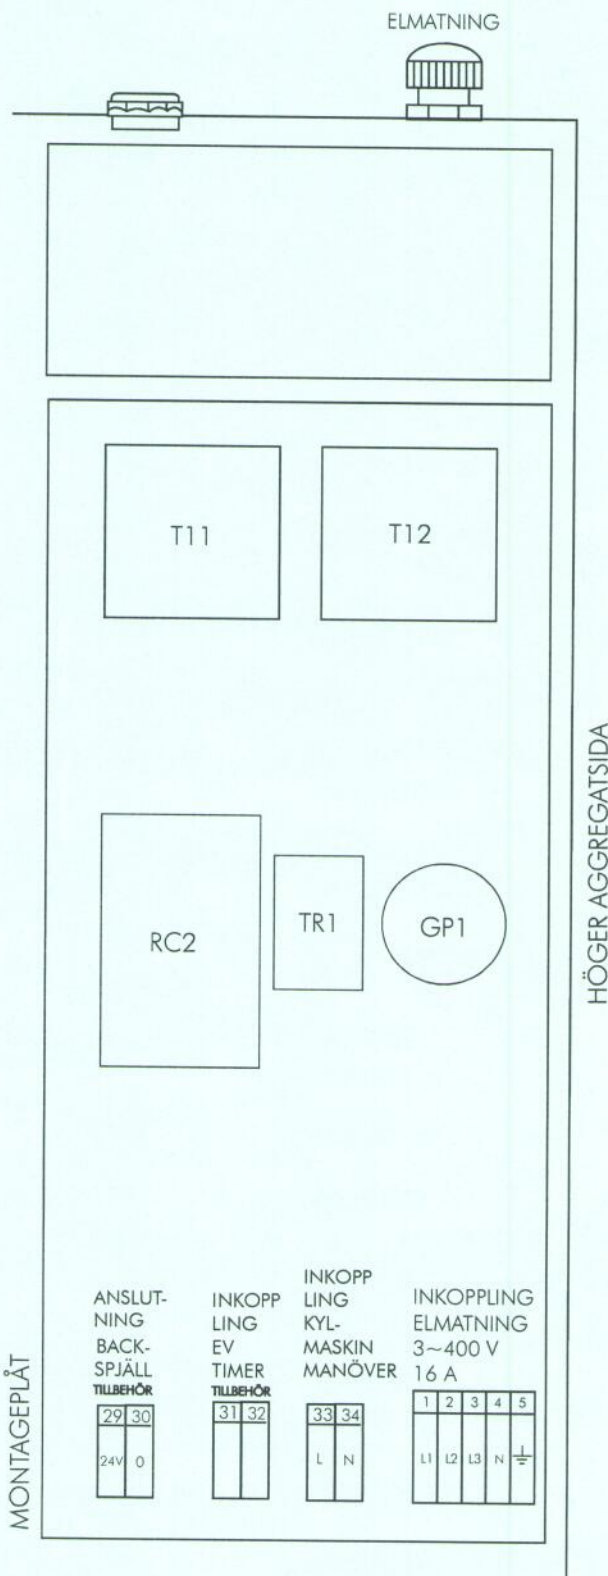 ELMATNING
T11
T12
HÖGER AGGREGATSIDA
RC2
TR1
GP1
MONTAGEPLÅT
ANSLUT-
NING
BACK-
SPJÄLL
TILLBEHÖR
29 30
24V 0
INKOPP
LING
EV
TIMER
TILLBEHÖR
31 32
INKOPP
LING
KYL-
MASKIN
MANÖVER
33 34
L N
INKOPPLING
ELMATNING
3~400 V
16 A
1 2 3 4 5
L1 L2 L3 N ⏚